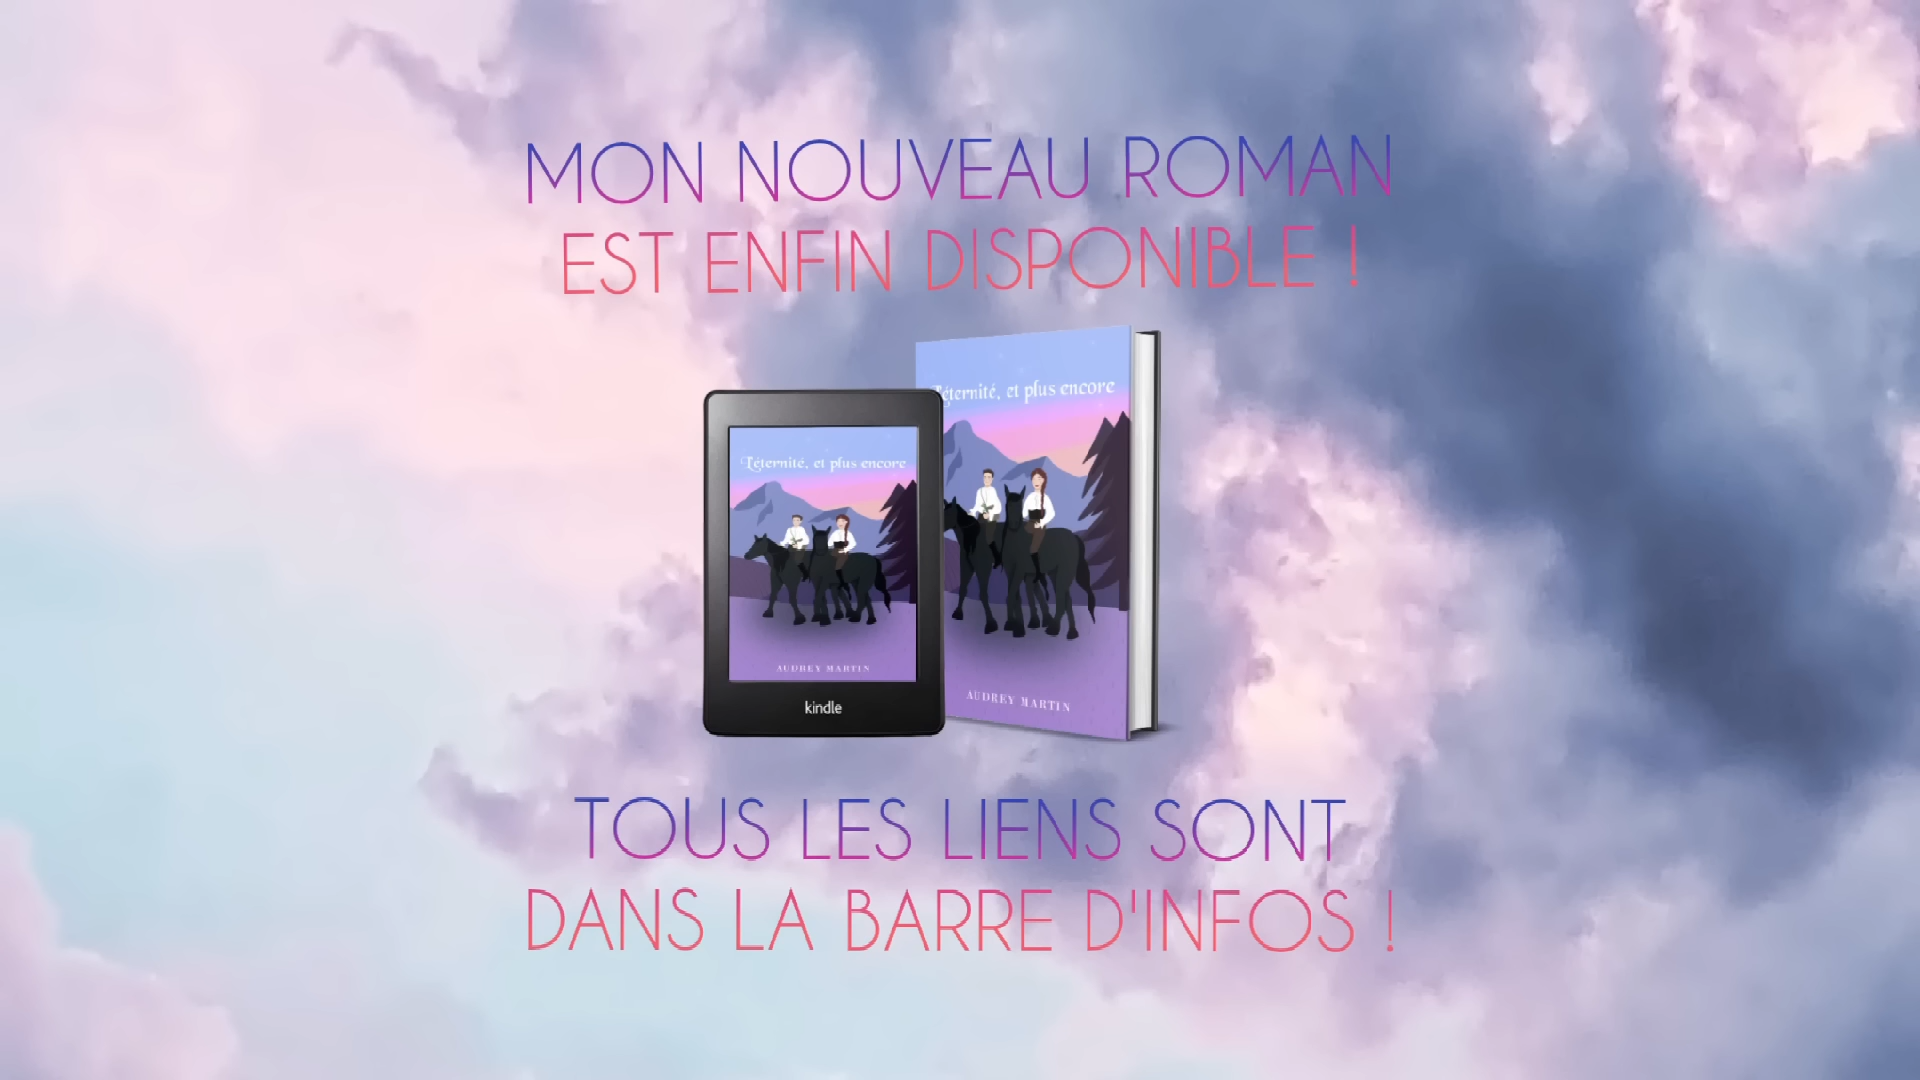 MON NOUVEAU ROMAN
EST ENFIN DISPONIBLE !
L'éternité, et plus encore
AUDREY MARTIN
kindle
L'éternité, et plus encore
AUDREY MARTIN
TOUS LES LIENS SONT
DANS LA BARRE D'INFOS !